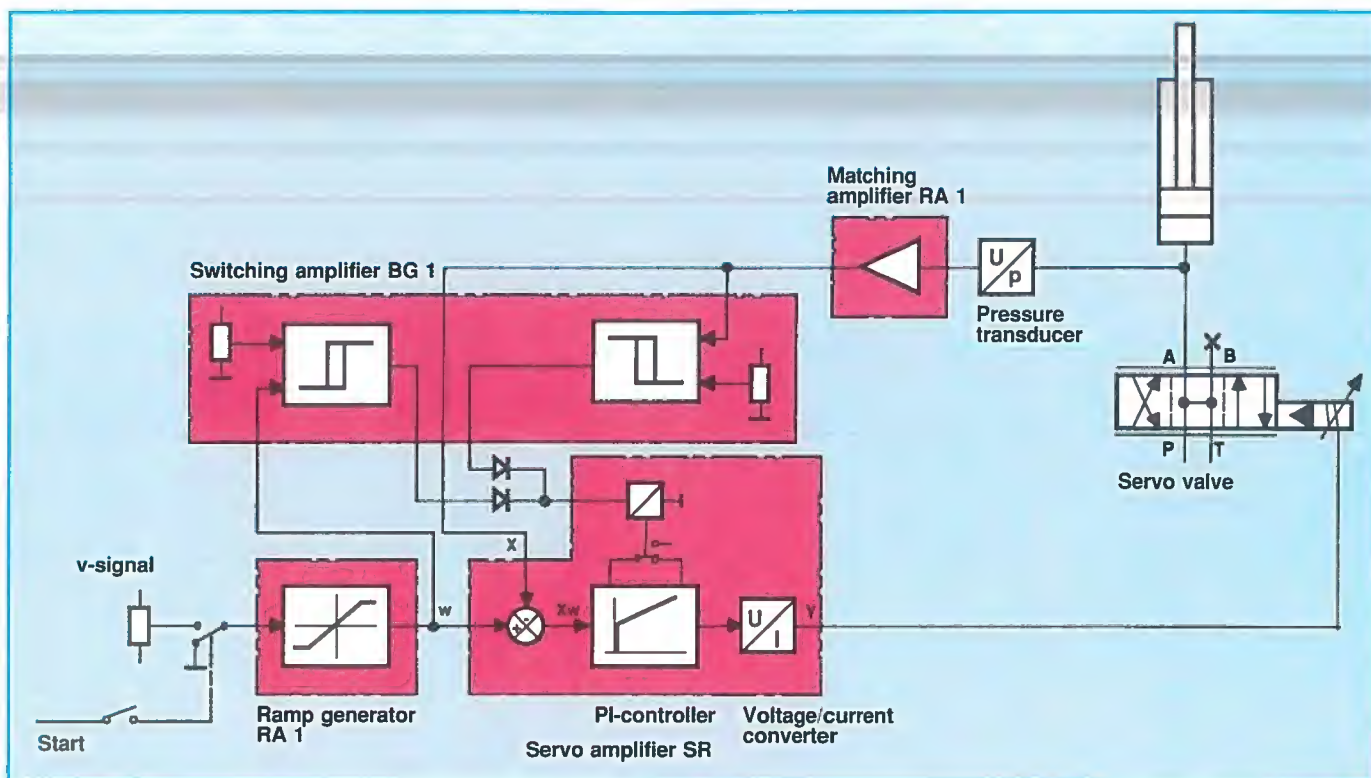 Matching
amplifier RA 1
Switching amplifier BG 1
U
p
Pressure
transducer
A
B
P
T
Servo valve
X
v-signal
w
+
-
Xw
U
I
Y
Start
Ramp generator
RA 1
PI-controller
Voltage/current
converter
Servo amplifier SR